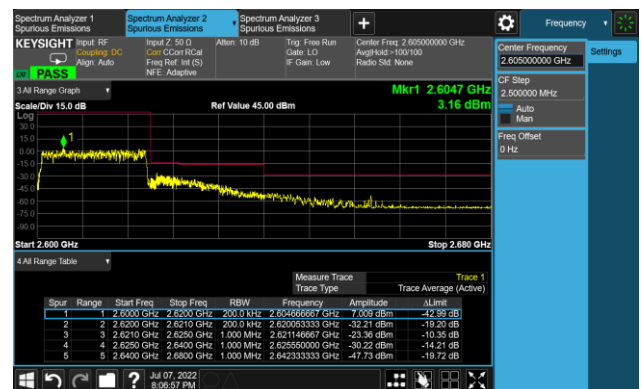 Spectrum Analyzer 1
Spurious Emissions
Spectrum Analyzer 2
Spurious Emissions
Spectrum Analyzer 3
Spurious Emissions
+
Frequency
KEYSIGHT
Input: RF
Coupling: DC
Align: Auto
Input Z: 50 Ω
Corr CCorr RCal
Freq Ref: Int (S)
NFE: Adaptive
Atten: 10 dB
Trig: Free Run
Gate: LO
IF Gain: Low
Center Freq: 2.605000000 GHz
Avg|Hold:>100/100
Radio Std: None
PASS
Center Frequency
2.605000000 GHz
Settings
CF Step
2.500000 MHz
Auto
Man
Freq Offset
0 Hz
3 All Range Graph
Mkr1 2.6047 GHz
3.16 dBm
Scale/Div 15.0 dB
Ref Value 45.00 dBm
Log
30.0
15.0
0.00
-15.0
-30.0
-45.0
-60.0
-75.0
-90.0
1
Start 2.600 GHz
Stop 2.680 GHz
4 All Range Table
Measure Trace Trace 1
Trace Type Trace Average (Active)
Spur Range Start Freq Stop Freq RBW Frequency Amplitude ΔLimit
1 1 2.6000 GHz 2.6200 GHz 200.0 kHz 2.604666667 GHz 7.009 dBm -42.99 dB
2 2 2.6200 GHz 2.6210 GHz 200.0 kHz 2.620053333 GHz -32.21 dBm -19.20 dB
3 3 2.6210 GHz 2.6250 GHz 1.000 MHz 2.621146667 GHz -23.36 dBm -10.35 dB
4 4 2.6250 GHz 2.6400 GHz 1.000 MHz 2.625550000 GHz -30.22 dBm -14.21 dB
5 5 2.6400 GHz 2.6800 GHz 1.000 MHz 2.642333333 GHz -47.73 dBm -19.72 dB
?
Jul 07, 2022
8:06:57 PM